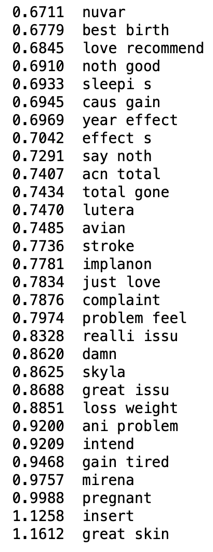 0.6711 nuvar
0.6779 best birth
0.6845 love recommend
0.6910 noth good
0.6933 sleepi s
0.6945 caus gain
0.6969 year effect
0.7042 effect s
0.7291 say noth
0.7407 acn total
0.7434 total gone
0.7470 lutera
0.7485 avian
0.7736 stroke
0.7781 implanon
0.7834 just love
0.7876 complaint
0.7974 problem feel
0.8328 realli issu
0.8620 damn
0.8625 skyla
0.8688 great issu
0.8851 loss weight
0.9200 ani problem
0.9209 intend
0.9468 gain tired
0.9757 mirena
0.9988 pregnant
1.1258 insert
1.1612 great skin